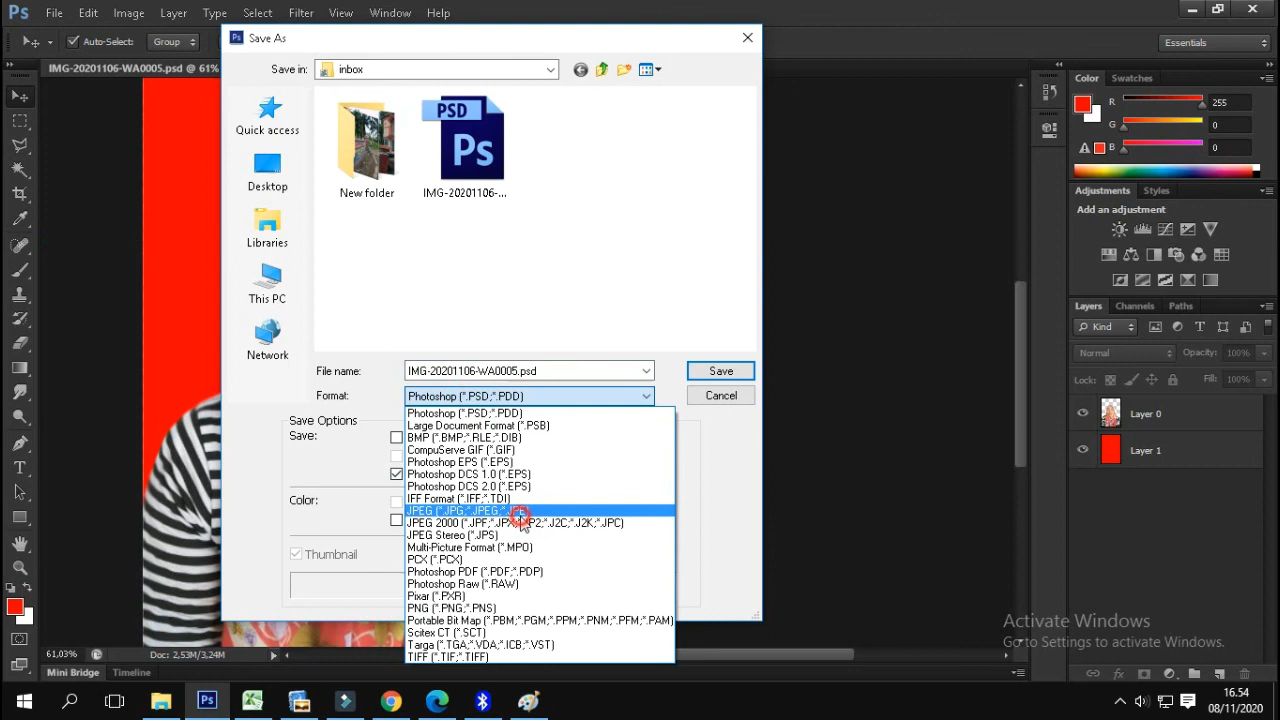 Ps File Edit Image Layer Type Select Filter View Window Help
Auto-Select: Group
Essentials
IMG-20201106-WA0005.psd @ 61%
Save As
Save in: inbox
Quick access
Desktop
Libraries
This PC
Network
New folder
PSD
Ps
IMG-20201106-...
File name: IMG-20201106-WA0005.psd
Save
Format: Photoshop (*.PSD;*.PDD)
Cancel
Photoshop (*.PSD;*.PDD)
Large Document Format (*.PSB)
BMP (*.BMP;*.RLE;*.DIB)
CompuServe GIF (*.GIF)
Photoshop EPS (*.EPS)
Photoshop DCS 1.0 (*.EPS)
Photoshop DCS 2.0 (*.EPS)
IFF Format (*.IFF;*.TDI)
JPEG (*.JPG;*.JPEG;*.JPE)
JPEG 2000 (*.JPF;*.JPX;*.JP2;*.J2C;*.J2K;*.JPC)
JPEG Stereo (*.JPS)
Multi-Picture Format (*.MPO)
PCX (*.PCX)
Photoshop PDF (*.PDF;*.PDP)
Photoshop Raw (*.RAW)
Pixar (*.PXR)
PNG (*.PNG;*.PNS)
Portable Bit Map (*.PBM;*.PGM;*.PPM;*.PNM;*.PFM;*.PAM)
Scitex CT (*.SCT)
Targa (*.TGA;*.VDA;*.ICB;*.VST)
TIFF (*.TIF;*.TIFF)
Save Options
Save:
Color:
Thumbnail
Color Swatches
R 255
G 0
B 0
Adjustments Styles
Add an adjustment
Layers Channels Paths
Kind
Normal Opacity: 100%
Lock: Fill: 100%
Layer 0
Layer 1
Activate Windows
Go to Settings to activate Windows.
61,03% Doc: 2,53M/3,24M
Mini Bridge Timeline
16.54
08/11/2020